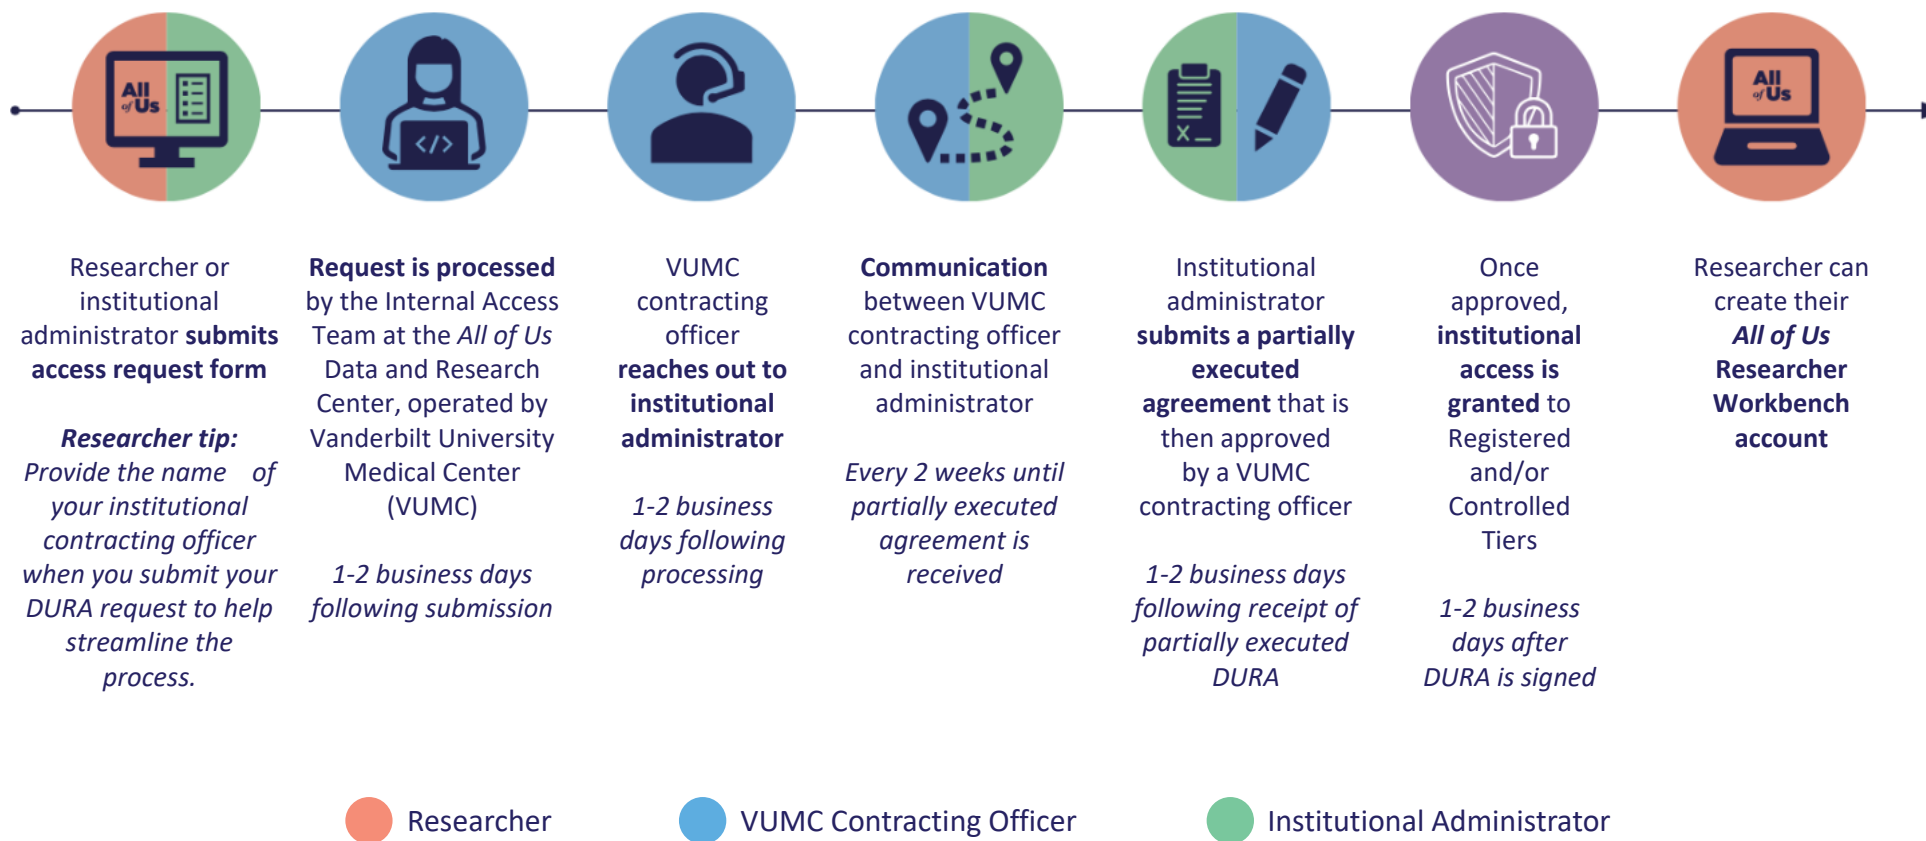 All
of Us
</>
X
All
of Us
Researcher or
institutional
administrator submits
access request form
Researcher tip:
Provide the name of
your institutional
contracting officer
when you submit your
DURA request to help
streamline the
process.
Request is processed
by the Internal Access
Team at the All of Us
Data and Research
Center, operated by
Vanderbilt University
Medical Center
(VUMC)
1-2 business days
following submission
VUMC
contracting
officer
reaches out to
institutional
administrator
1-2 business
days following
processing
Communication
between VUMC
contracting officer
and institutional
administrator
Every 2 weeks until
partially executed
agreement is
received
Institutional
administrator
submits a partially
executed
agreement that is
then approved
by a VUMC
contracting officer
1-2 business days
following receipt of
partially executed
DURA
Once
approved,
institutional
access is
granted to
Registered
and/or
Controlled
Tiers
1-2 business
days after
DURA is signed
Researcher can
create their
All of Us
Researcher
Workbench
account
Researcher
VUMC Contracting Officer
Institutional Administrator